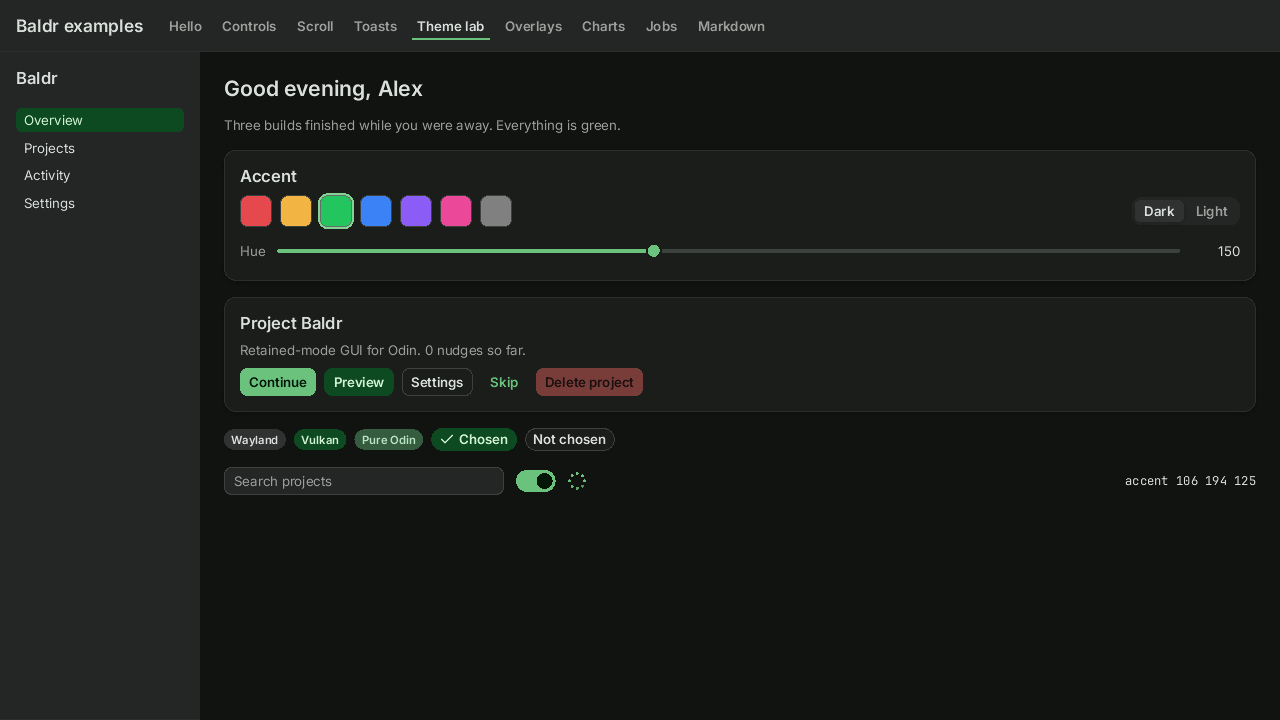 Baldr examples Hello Controls Scroll Toasts Theme lab Overlays Charts Jobs Markdown
Baldr
Overview
Projects
Activity
Settings
Good evening, Alex
Three builds finished while you were away. Everything is green.
Accent
Dark Light
Hue 150
Project Baldr
Retained-mode GUI for Odin. 0 nudges so far.
Continue Preview Settings Skip Delete project
Wayland Vulkan Pure Odin Chosen Not chosen
Search projects accent 106 194 125